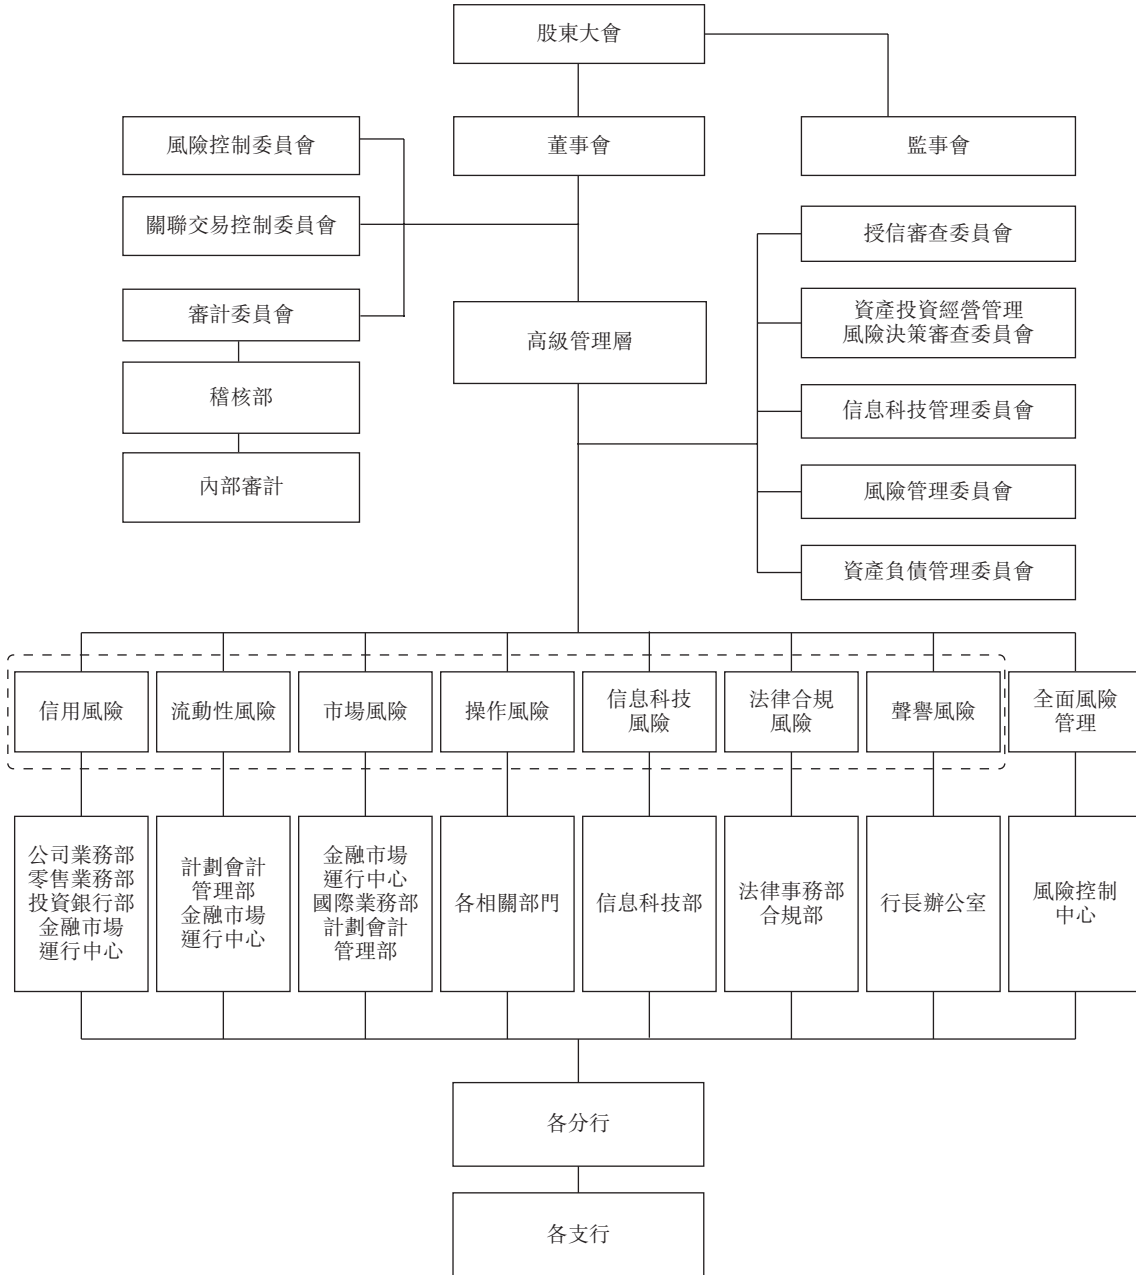 股東大會
風險控制委員會
董事會
監事會
關聯交易控制委員會
授信審查委員會
審計委員會
高級管理層
資產投資經營管理
風險決策審查委員會
稽核部
信息科技管理委員會
內部審計
風險管理委員會
資產負債管理委員會
信用風險
流動性風險
市場風險
操作風險
信息科技
風險
法律合規
風險
聲譽風險
全面風險
管理
公司業務部
零售業務部
投資銀行部
金融市場
運行中心
計劃會計
管理部
金融市場
運行中心
金融市場
運行中心
國際業務部
計劃會計
管理部
各相關部門
信息科技部
法律事務部
合規部
行長辦公室
風險控制
中心
各分行
各支行